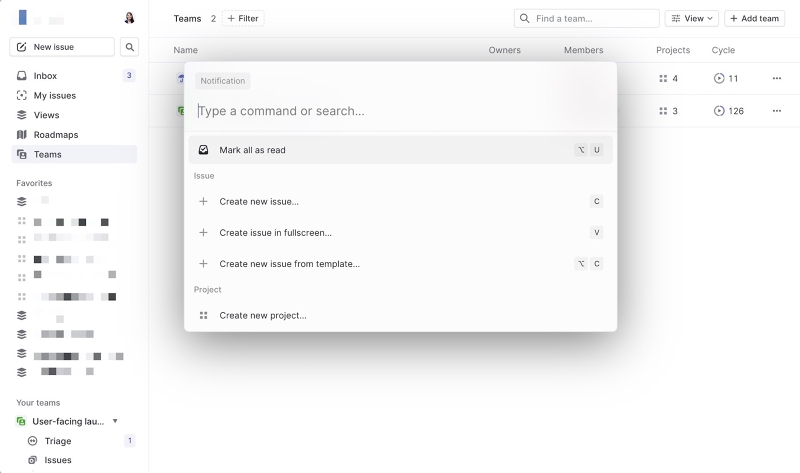 Teams 2 + Filter Find a team... View + Add team
New issue
Name Owners Members Projects Cycle
Inbox 3
My issues
Views
Roadmaps
Teams
4 11
3 126
Notification
Type a command or search...
Mark all as read ⌥ U
Issue
Create new issue... C
Create issue in fullscreen... V
Create new issue from template... ⌥ C
Project
Create new project...
Favorites
Your teams
User-facing lau...
Triage 1
Issues